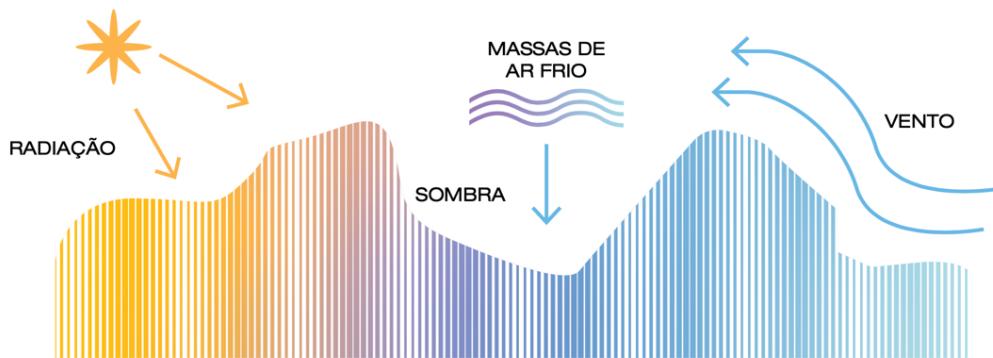 RADIAÇÃO
SOMBRA
MASSAS DE
AR FRIO
VENTO